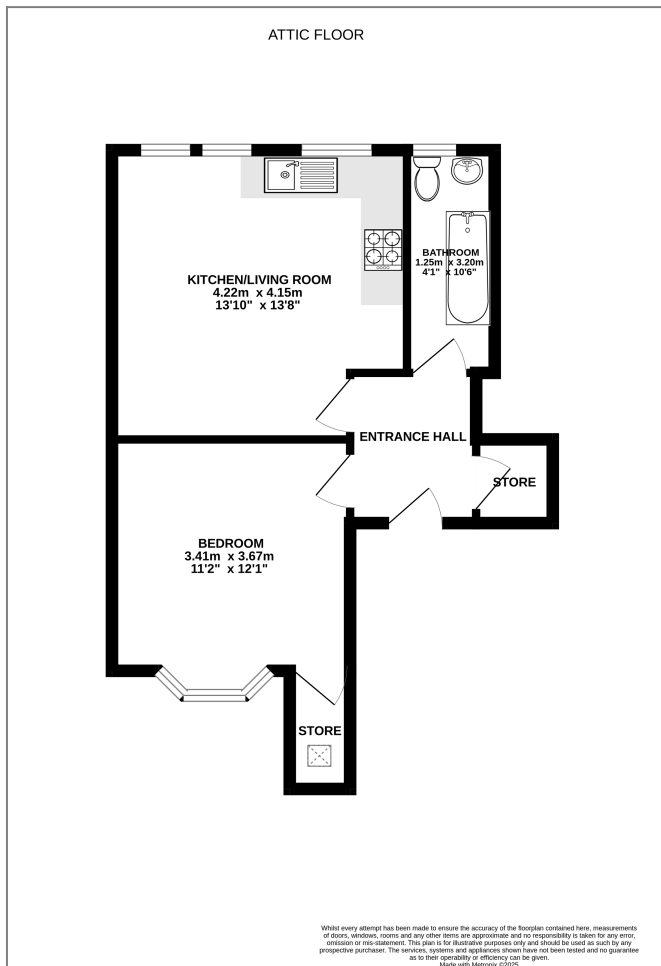 ATTIC FLOOR
KITCHEN/LIVING ROOM
4.22m x 4.15m
13'10" x 13'8"
BATHROOM
1.25m x 3.20m
4'1" x 10'6"
ENTRANCE HALL
STORE
BEDROOM
3.41m x 3.67m
11'2" x 12'1"
STORE
Whilst every attempt has been made to ensure the accuracy of the floorplan contained here, measurements
of doors, windows, rooms and any other items are approximate and no responsibility is taken for any error,
omission or mis-statement. This plan is for illustrative purposes only and should be used as such by any
prospective purchaser. The services, systems and appliances shown have not been tested and no guarantee
as to their operability or efficiency can be given.
Made with Metropix ©2025